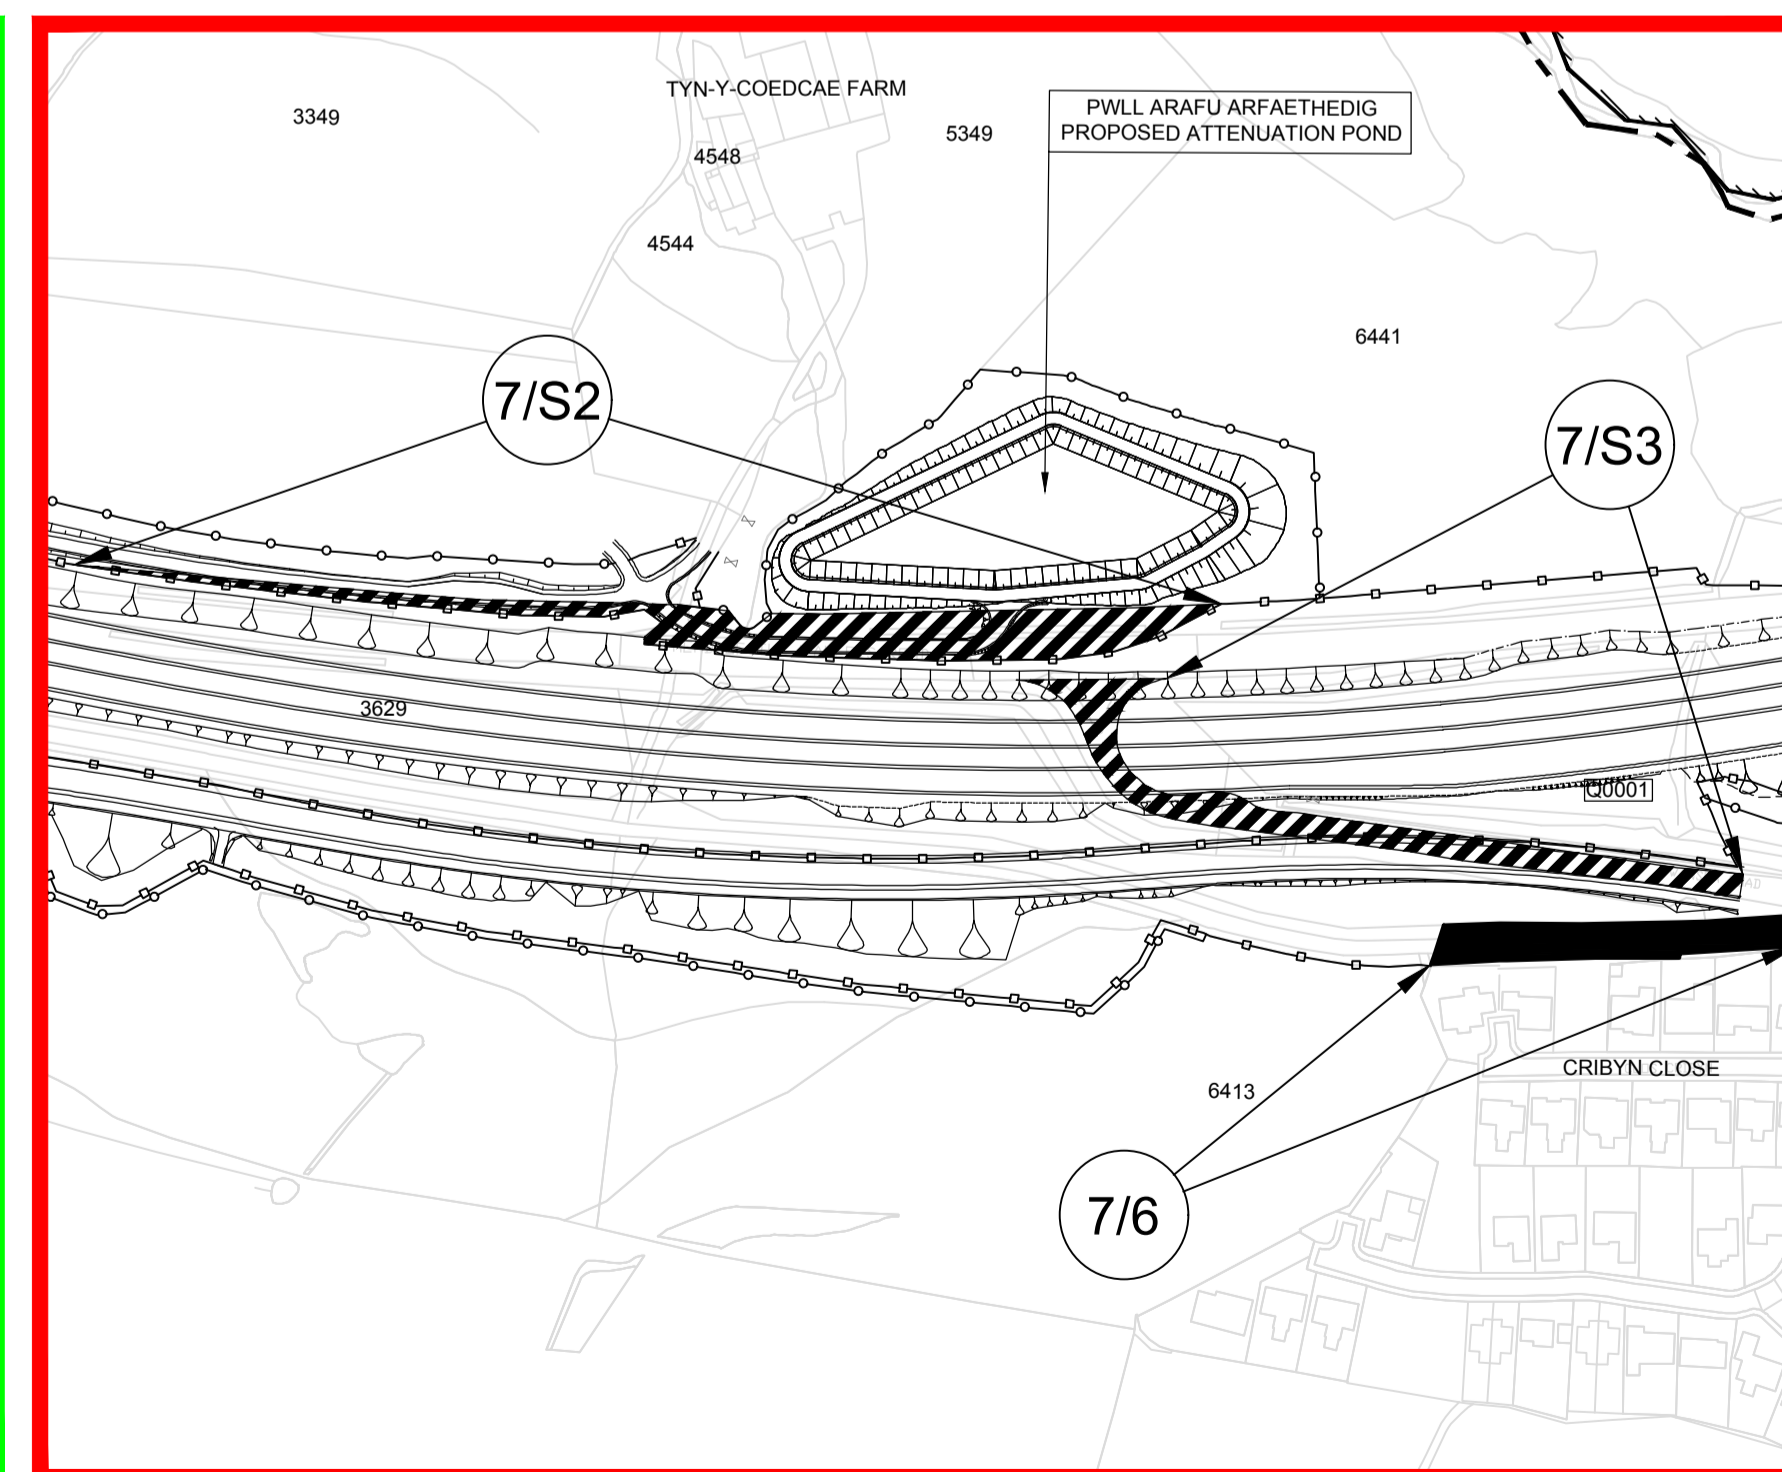 TYN-Y-COEDCAE FARM
3349
PWLL ARAFU ARFAETHEDIG
PROPOSED ATTENUATION POND
5349
4548
4544
6441
7/S2
7/S3
3629
Q0001
CRIBYN CLOSE
6413
7/6